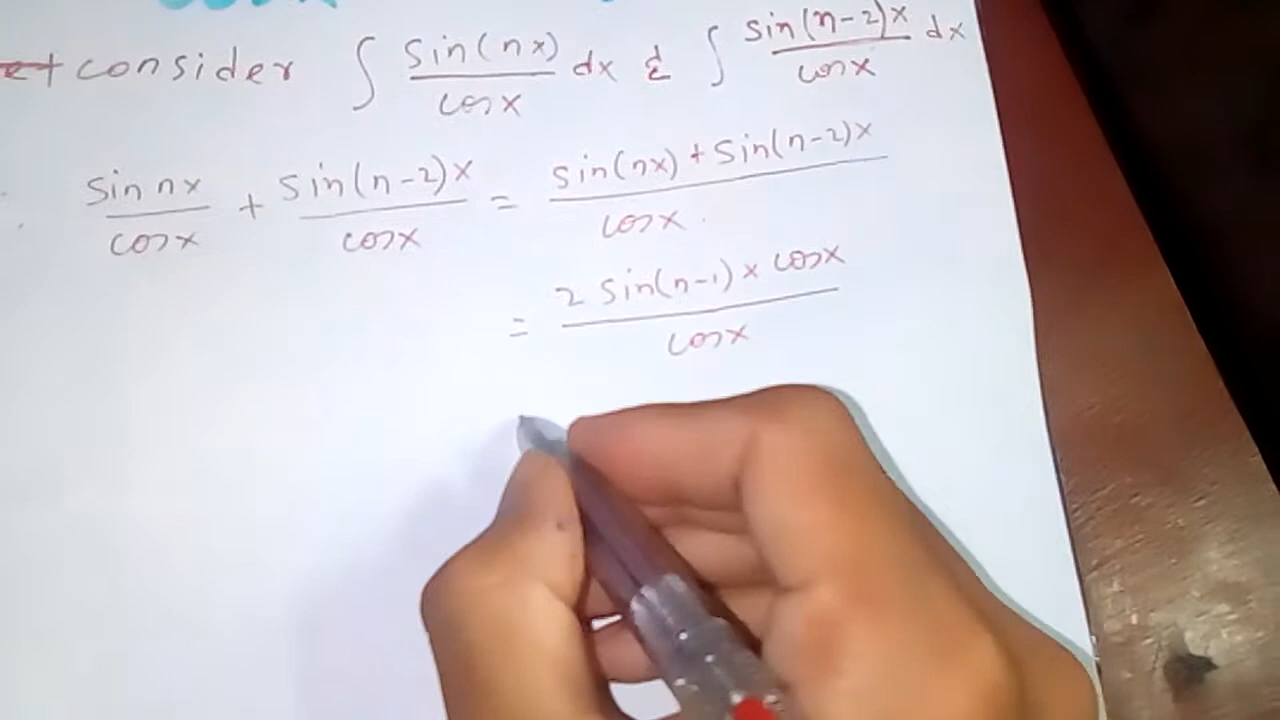 consider ∫ sin(nx)/cosx dx & ∫ sin(n-2)x/cosx dx
sin nx/cosx + sin(n-2)x/cosx = sin(nx) + sin(n-2)x/cosx
= 2 sin(n-1)x cosx/cosx